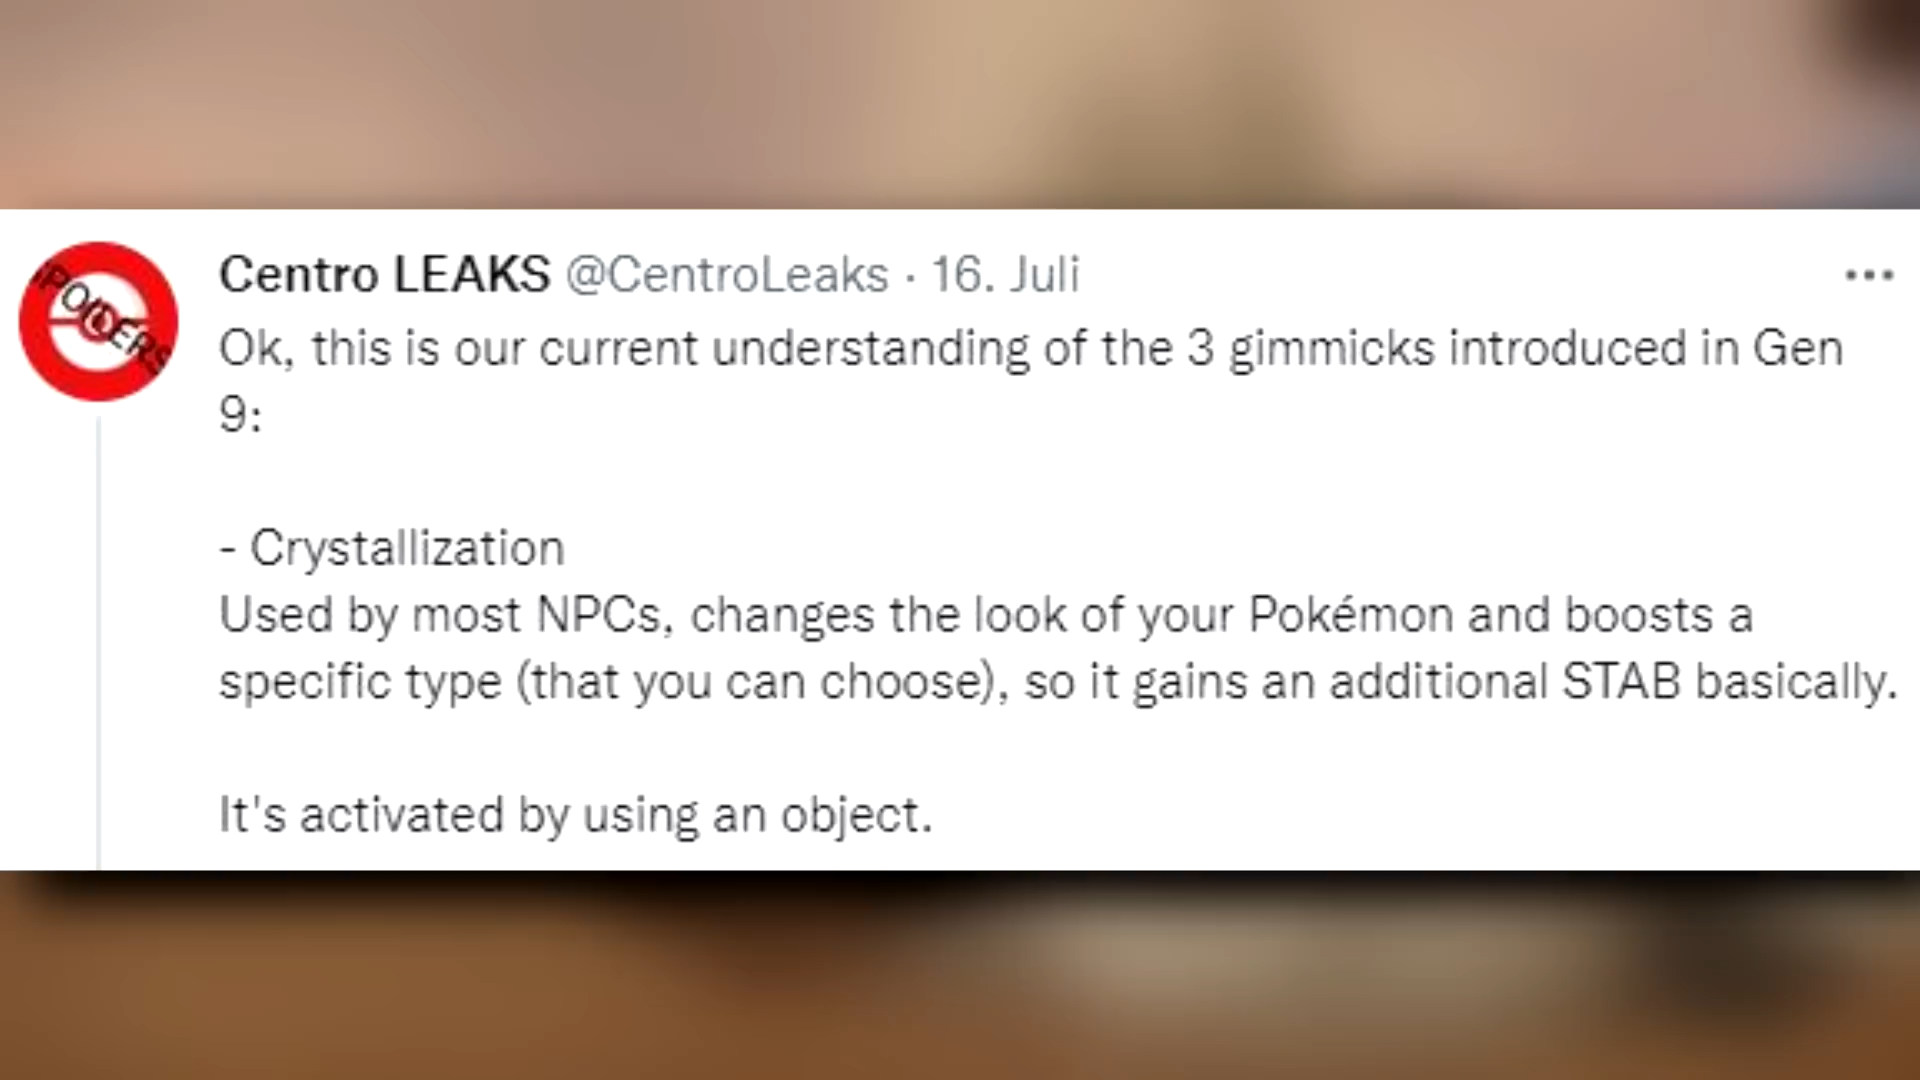 Centro LEAKS @CentroLeaks · 16. Juli
Ok, this is our current understanding of the 3 gimmicks introduced in Gen
9:
- Crystallization
Used by most NPCs, changes the look of your Pokémon and boosts a
specific type (that you can choose), so it gains an additional STAB basically.
It's activated by using an object.